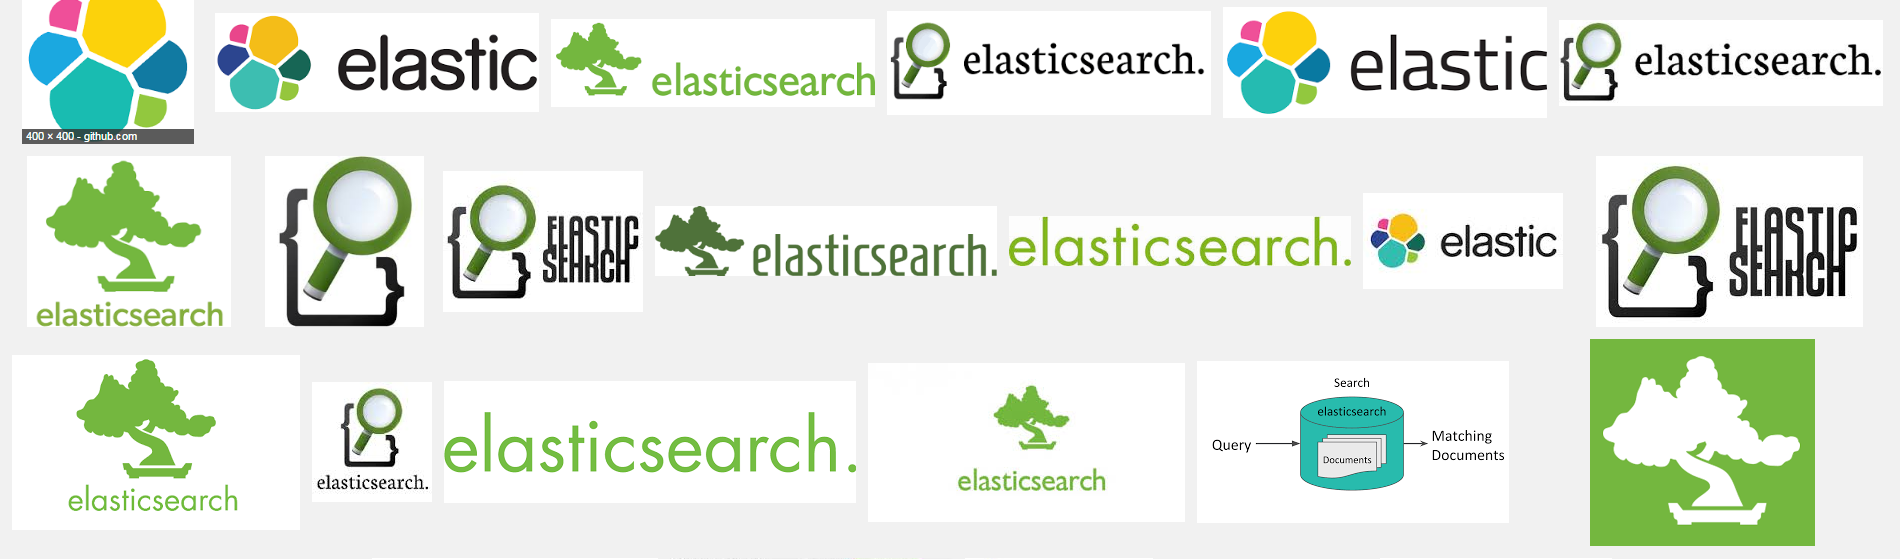 400 × 400 - github.com
elastic
elasticsearch
elasticsearch.
elastic
elasticsearch.
elasticsearch
ELASTIC
SEARCH
elasticsearch.
elasticsearch.
elastic
ELASTIC
SEARCH
elasticsearch
elasticsearch.
elasticsearch.
elasticsearch
Search
elasticsearch
Query
Documents
Matching
Documents